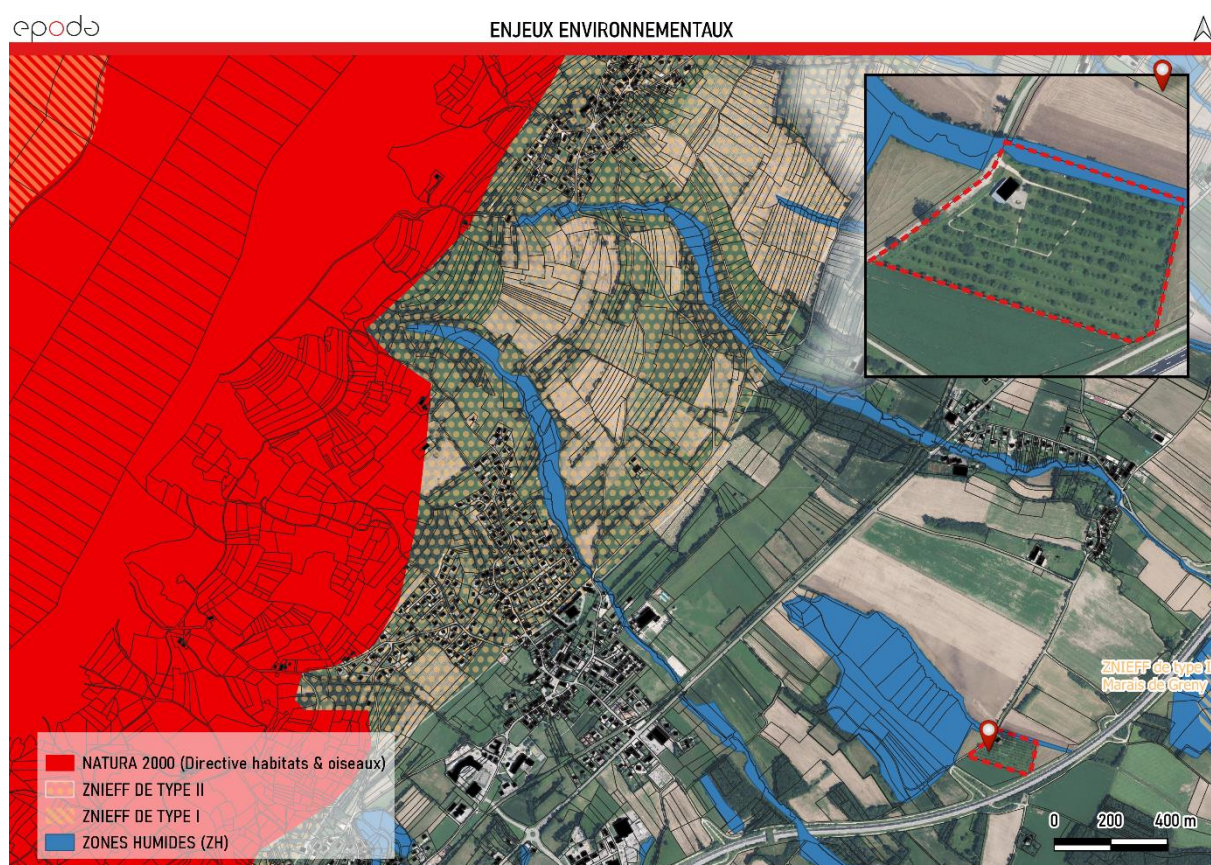 epoda
ENJEUX ENVIRONNEMENTAUX
ZNIEFF de type I
Marais de Greny
NATURA 2000 (Directive habitats & oiseaux)
ZNIEFF DE TYPE II
ZNIEFF DE TYPE I
ZONES HUMIDES (ZH)
0 200 400 m